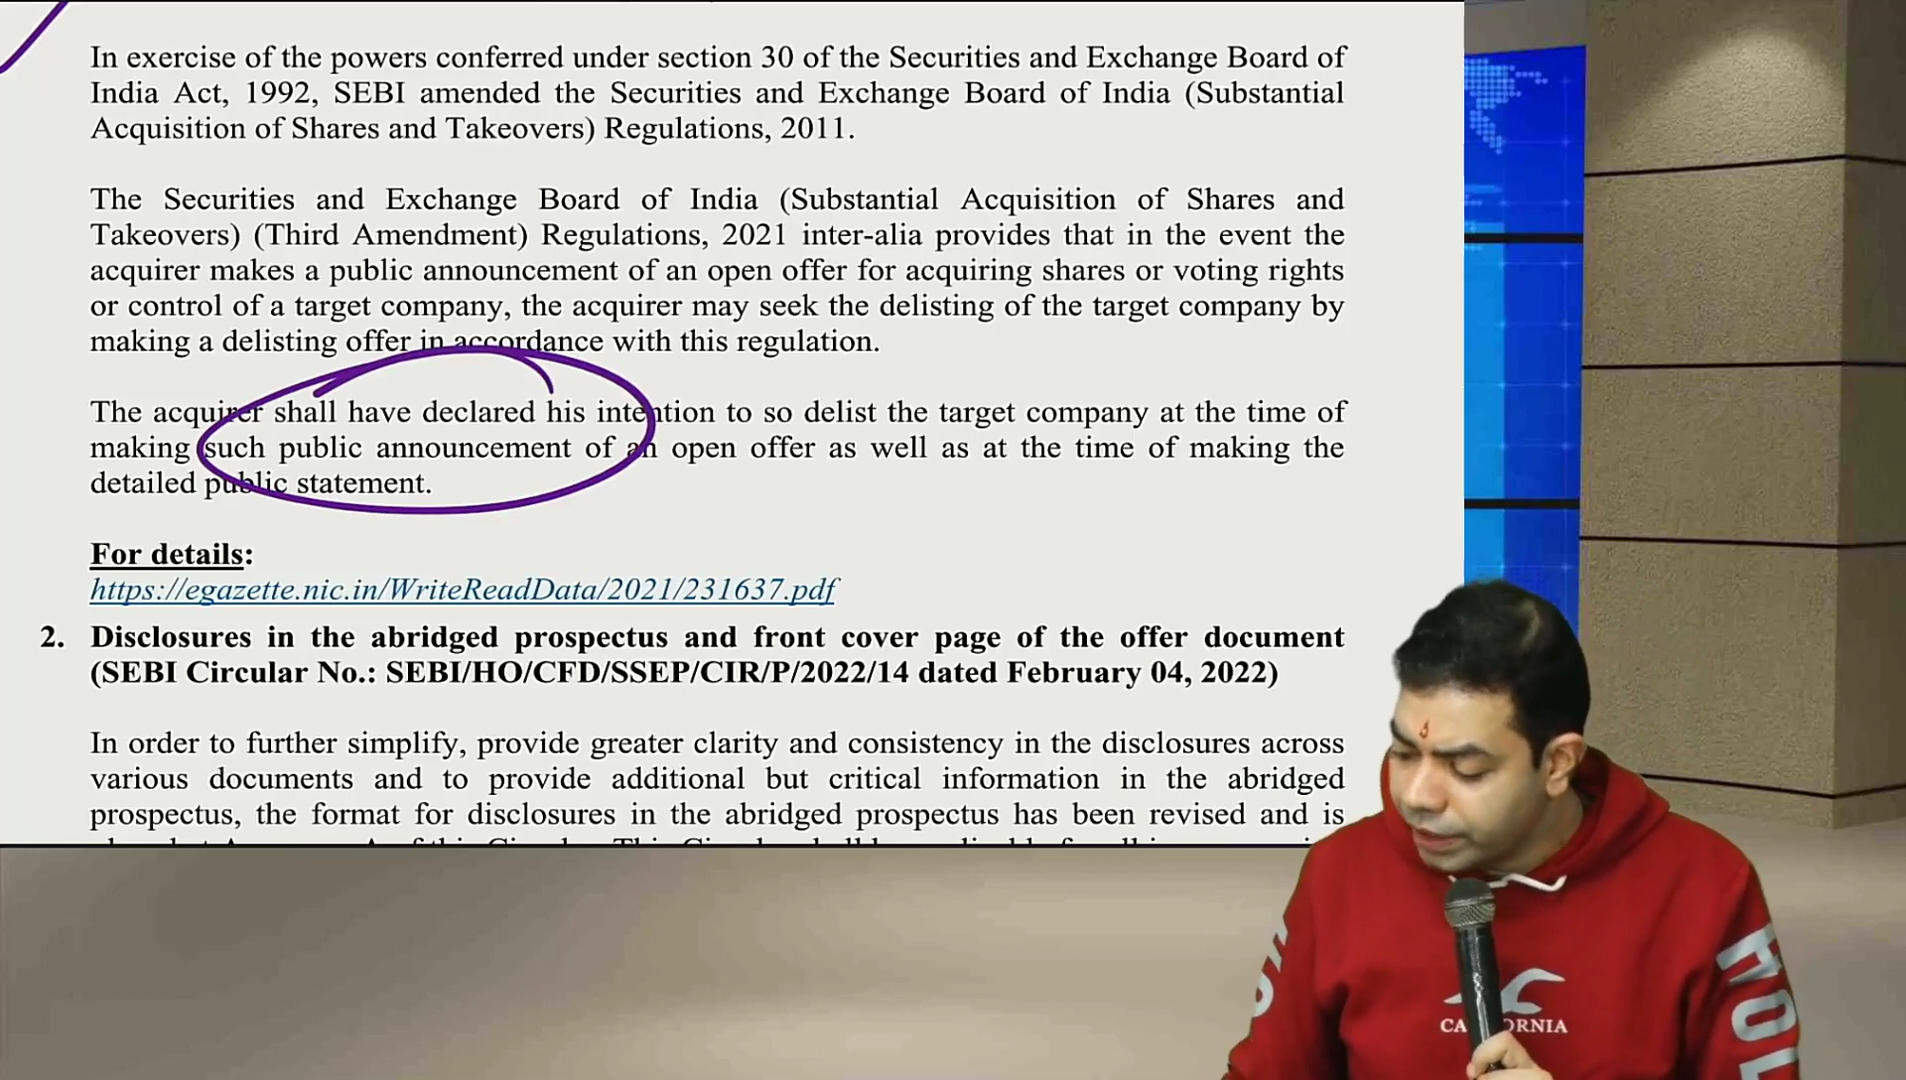 In exercise of the powers conferred under section 30 of the Securities and Exchange Board of
India Act, 1992, SEBI amended the Securities and Exchange Board of India (Substantial
Acquisition of Shares and Takeovers) Regulations, 2011.
The Securities and Exchange Board of India (Substantial Acquisition of Shares and
Takeovers) (Third Amendment) Regulations, 2021 inter-alia provides that in the event the
acquirer makes a public announcement of an open offer for acquiring shares or voting rights
or control of a target company, the acquirer may seek the delisting of the target company by
making a delisting offer in accordance with this regulation.
The acquirer shall have declared his intention to so delist the target company at the time of
making such public announcement of an open offer as well as at the time of making the
detailed public statement.
For details:
https://egazette.nic.in/WriteReadData/2021/231637.pdf
2. Disclosures in the abridged prospectus and front cover page of the offer document
(SEBI Circular No.: SEBI/HO/CFD/SSEP/CIR/P/2022/14 dated February 04, 2022)
In order to further simplify, provide greater clarity and consistency in the disclosures across
various documents and to provide additional but critical information in the abridged
prospectus, the format for disclosures in the abridged prospectus has been revised and is